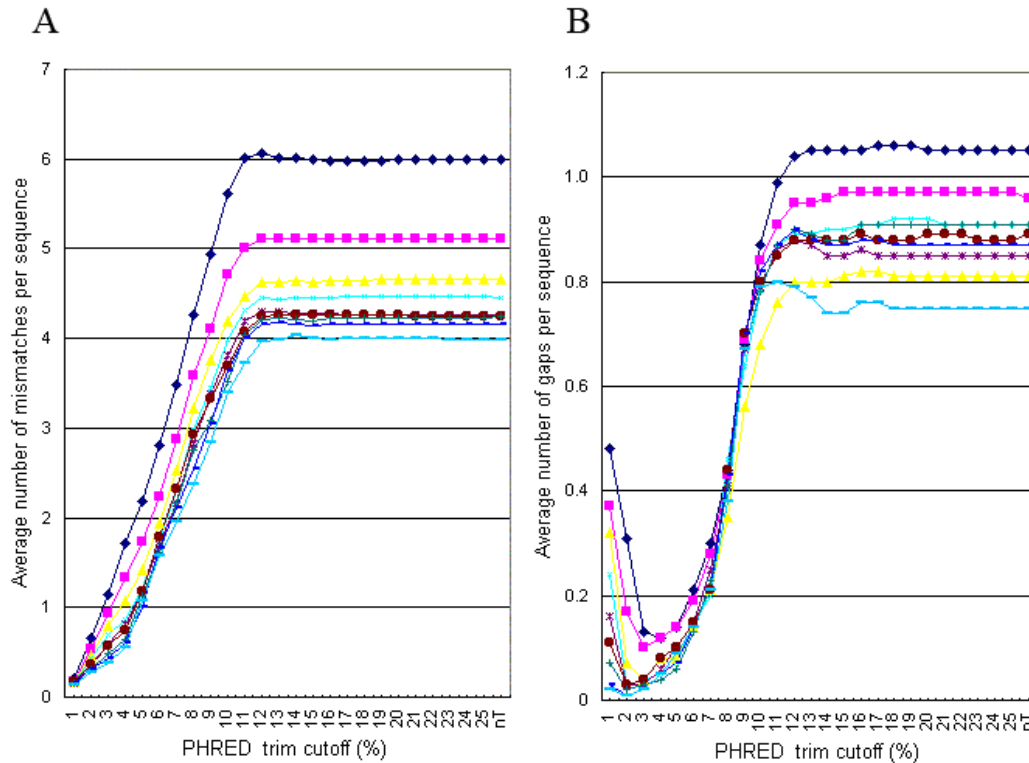 A
B
Average number of mismatches per sequence
7
6
5
4
3
2
1
0
1 2 3 4 5 6 7 8 9 10 11 12 13 14 15 16 17 18 19 20 21 22 23 24 25 nT
PHRED trim cutoff (%)
Average number of gaps per sequence
1.2
1.0
0.8
0.6
0.4
0.2
0
1 2 3 4 5 6 7 8 9 10 11 12 13 14 15 16 17 18 19 20 21 22 23 24 25 nT
PHRED trim cutoff (%)